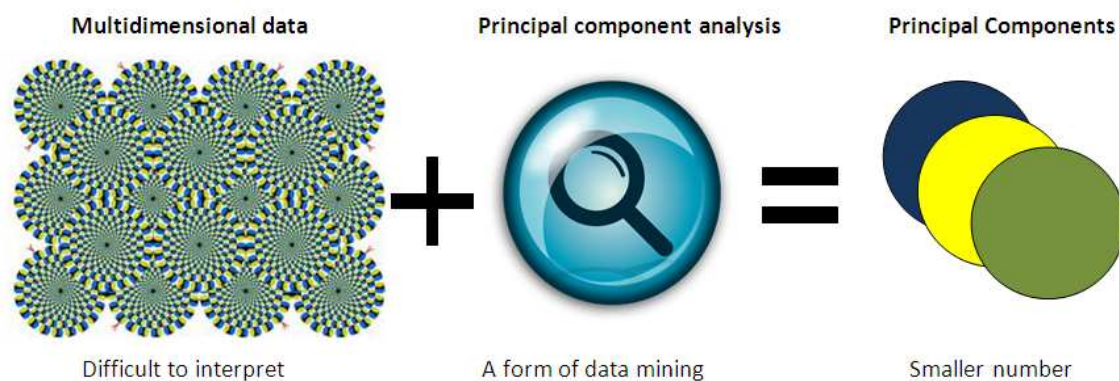 Multidimensional data
Principal component analysis
Principal Components
Difficult to interpret
A form of data mining
Smaller number